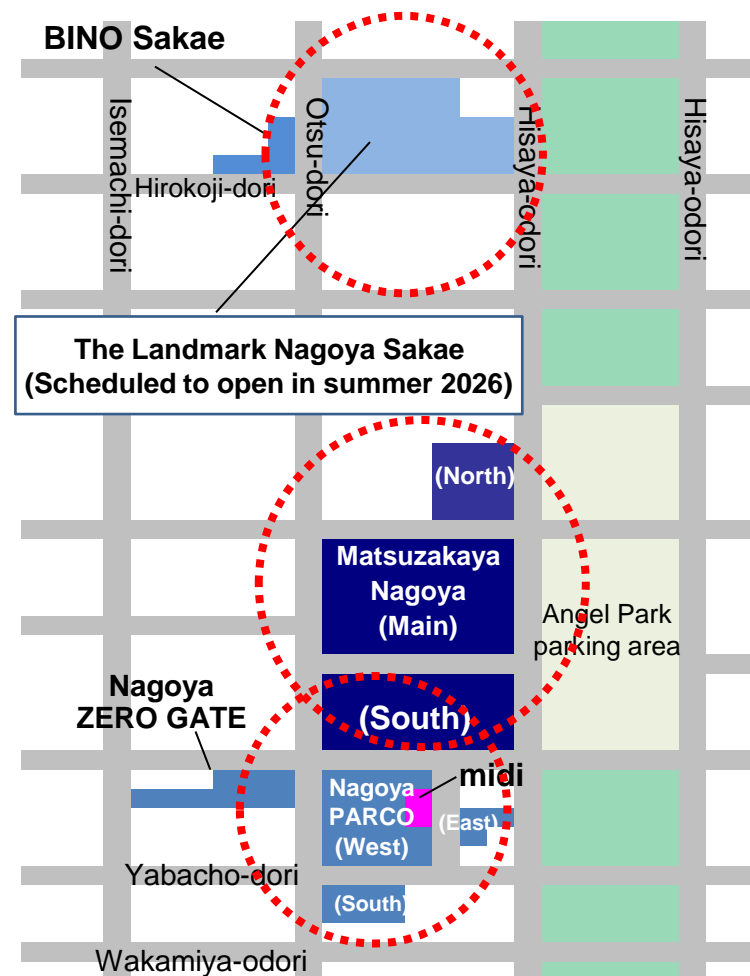 BINO Sakae
Isemachi-dori
Otsu-dori
Hisaya-odori
Hisaya-odori
Hirokoji-dori
The Landmark Nagoya Sakae
(Scheduled to open in summer 2026)
(North)
Matsuzakaya
Nagoya
(Main)
Angel Park
parking area
Nagoya
ZERO GATE
(South)
midi
Nagoya
PARCO
(West)
(East)
Yabacho-dori
(South)
Wakamiya-odori